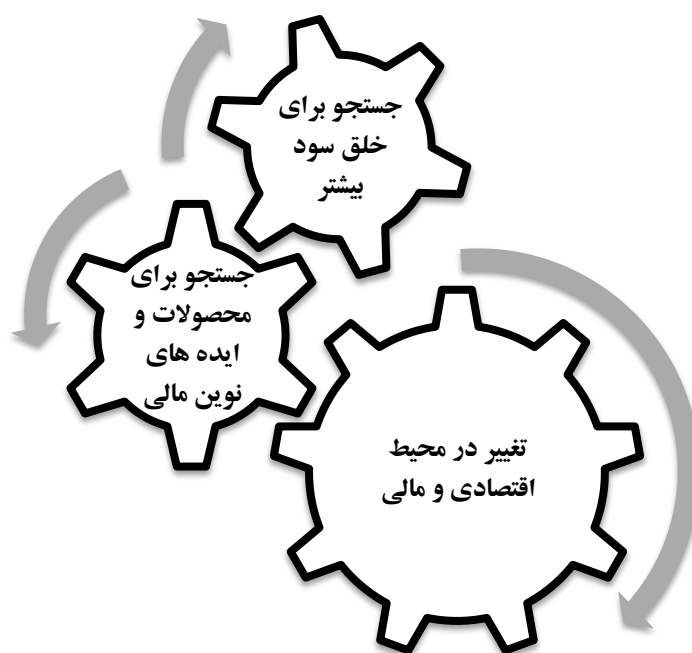 جستجو برای
خلق سود
بیشتر
جستجو برای
محصولات و
ایده های
نوین مالی
تغییر در محیط
اقتصادی و مالی